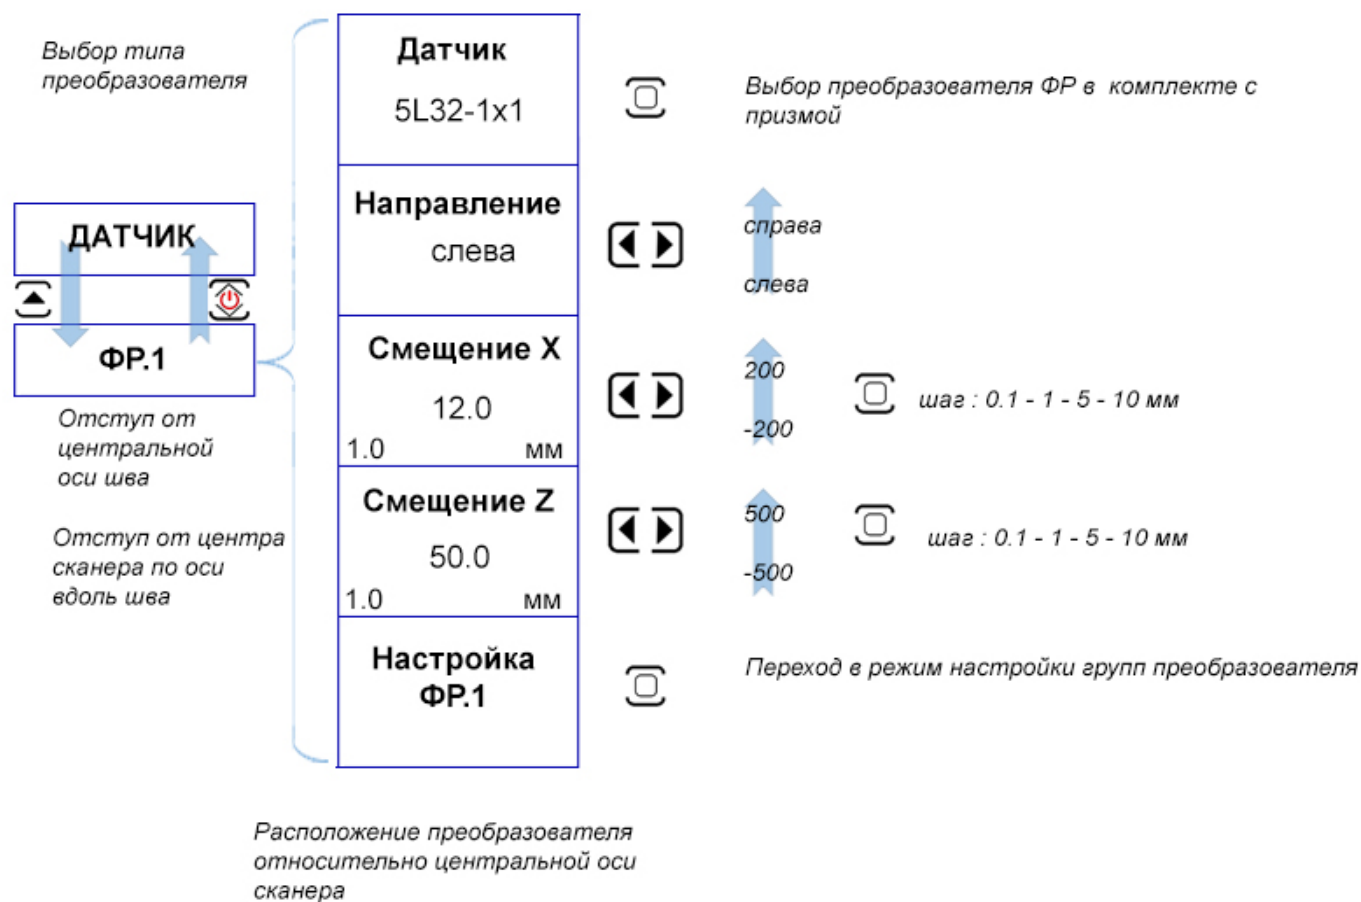 Выбор типа
преобразователя
ДАТЧИК
ФР.1
Отступ от
центральной
оси шва
Отступ от центра
сканера по оси
вдоль шва
Датчик
5L32-1x1
Выбор преобразователя ФР в комплекте с
призмой
Направление
слева
справа
слева
Смещение X
12.0
1.0 мм
200
-200
шаг : 0.1 - 1 - 5 - 10 мм
Смещение Z
50.0
1.0 мм
500
-500
шаг : 0.1 - 1 - 5 - 10 мм
Настройка
ФР.1
Переход в режим настройки групп преобразователя
Расположение преобразователя
относительно центральной оси
сканера